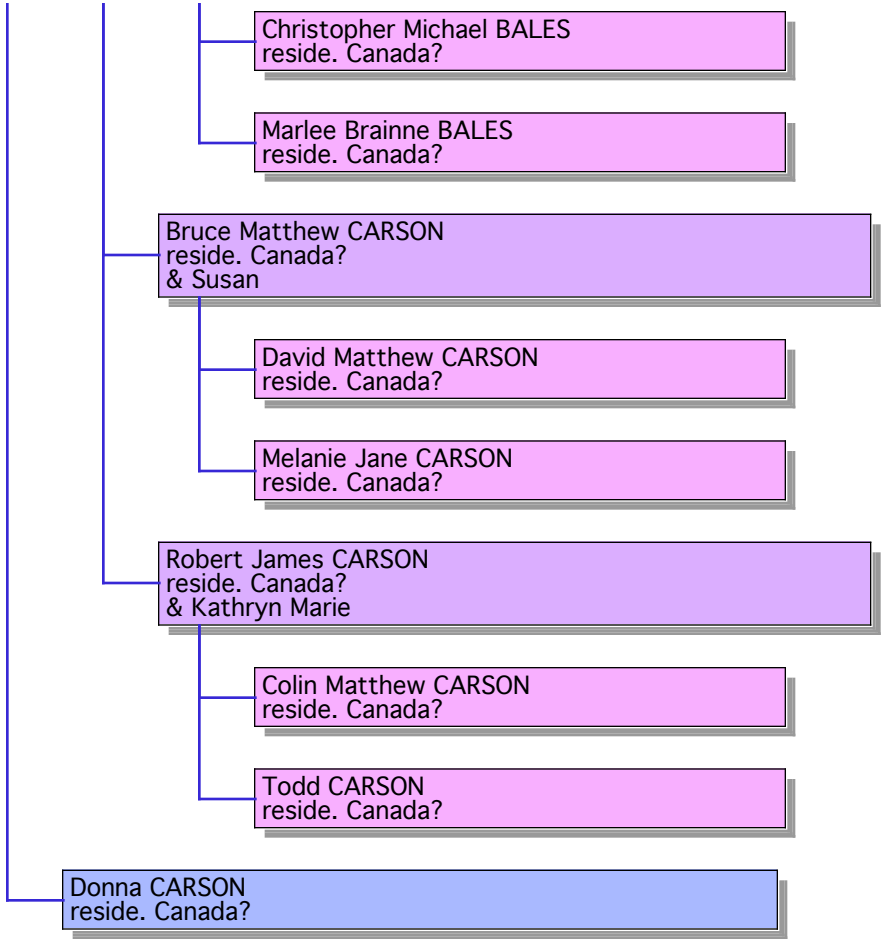 Christopher Michael BALES
reside. Canada?
Marlee Brainne BALES
reside. Canada?
Bruce Matthew CARSON
reside. Canada?
& Susan
David Matthew CARSON
reside. Canada?
Melanie Jane CARSON
reside. Canada?
Robert James CARSON
reside. Canada?
& Kathryn Marie
Colin Matthew CARSON
reside. Canada?
Todd CARSON
reside. Canada?
Donna CARSON
reside. Canada?